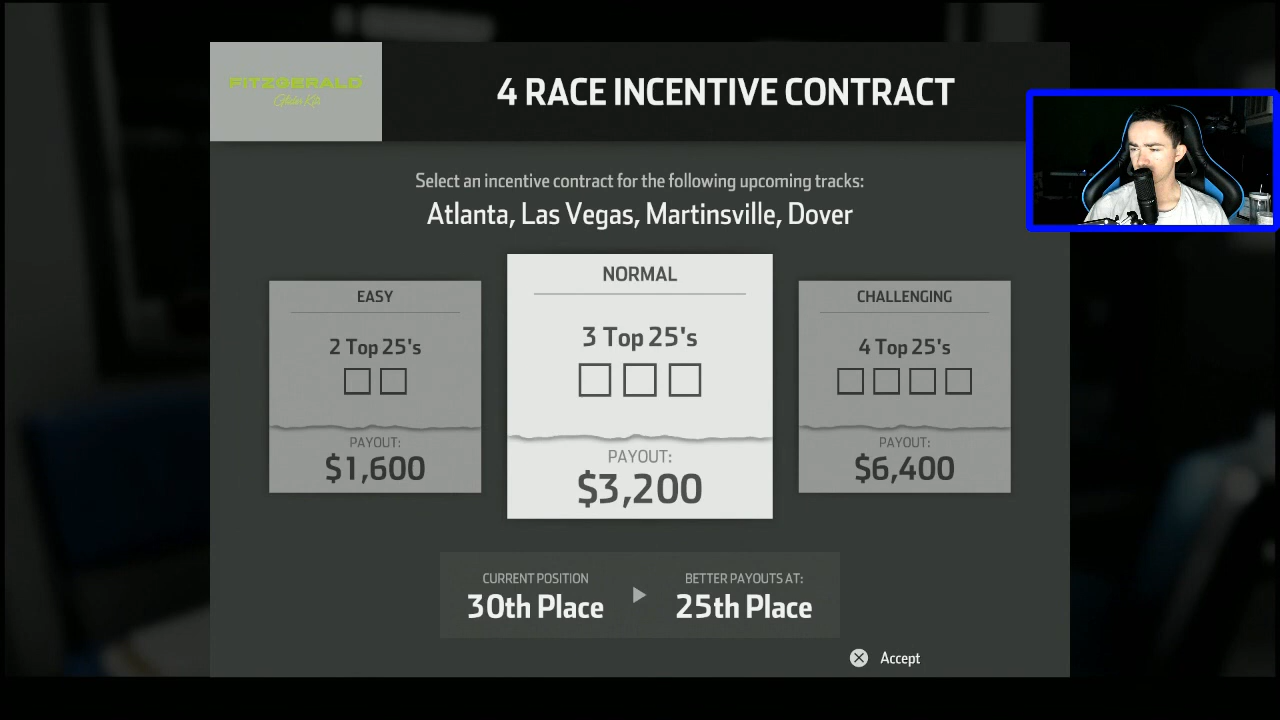 FITZGERALD
Glider Kits
4 RACE INCENTIVE CONTRACT
Select an incentive contract for the following upcoming tracks:
Atlanta, Las Vegas, Martinsville, Dover
EASY
2 Top 25's
PAYOUT:
$1,600
NORMAL
3 Top 25's
PAYOUT:
$3,200
CHALLENGING
4 Top 25's
PAYOUT:
$6,400
CURRENT POSITION
30th Place
BETTER PAYOUTS AT:
25th Place
Accept